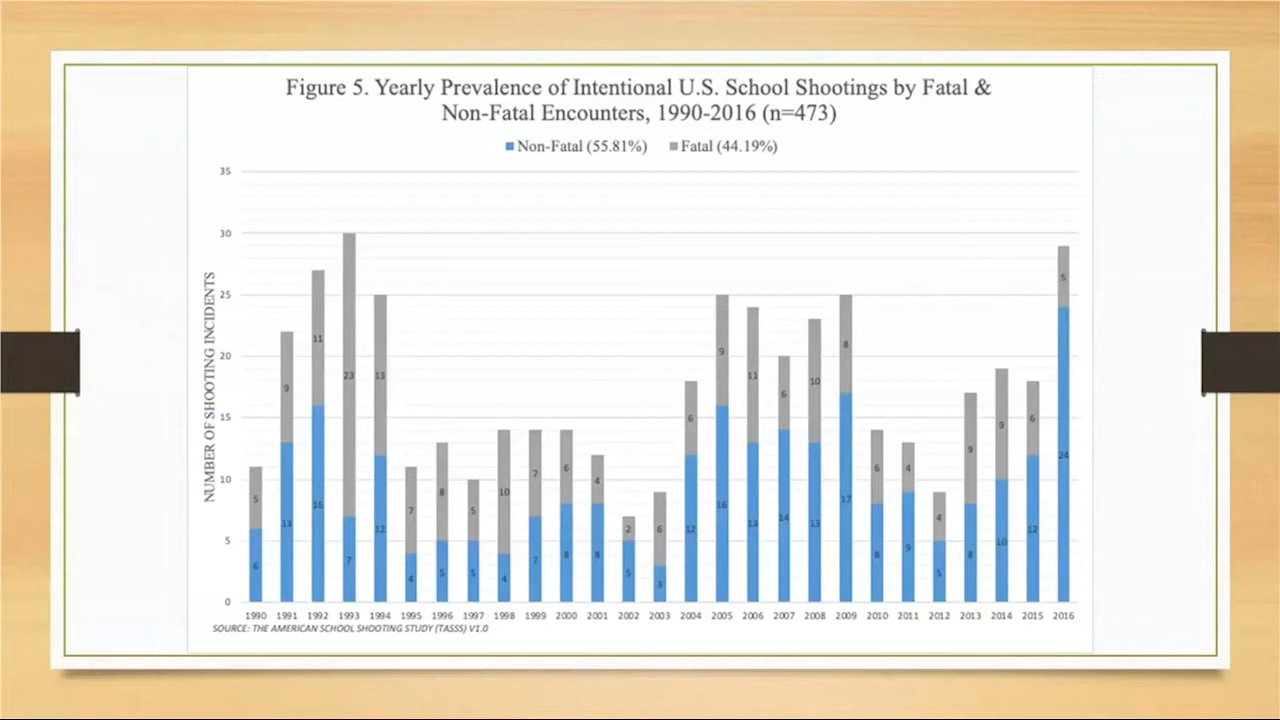 Figure 5. Yearly Prevalence of Intentional U.S. School Shootings by Fatal &
Non-Fatal Encounters, 1990-2016 (n=473)
Non-Fatal (55.81%) Fatal (44.19%)
NUMBER OF SHOOTING INCIDENTS
35
30
25
20
15
10
5
0
5 9 11 23 13 7 8 5 10 7 6 4 2 6 6 9 11 6 10 8 6 4 4 9 9 6 5
6 13 16 7 12 4 5 5 4 7 8 8 5 3 12 16 13 14 13 17 8 9 5 8 10 12 24
1990 1991 1992 1993 1994 1995 1996 1997 1998 1999 2000 2001 2002 2003 2004 2005 2006 2007 2008 2009 2010 2011 2012 2013 2014 2015 2016
SOURCE: THE AMERICAN SCHOOL SHOOTING STUDY (TASSS) V1.0